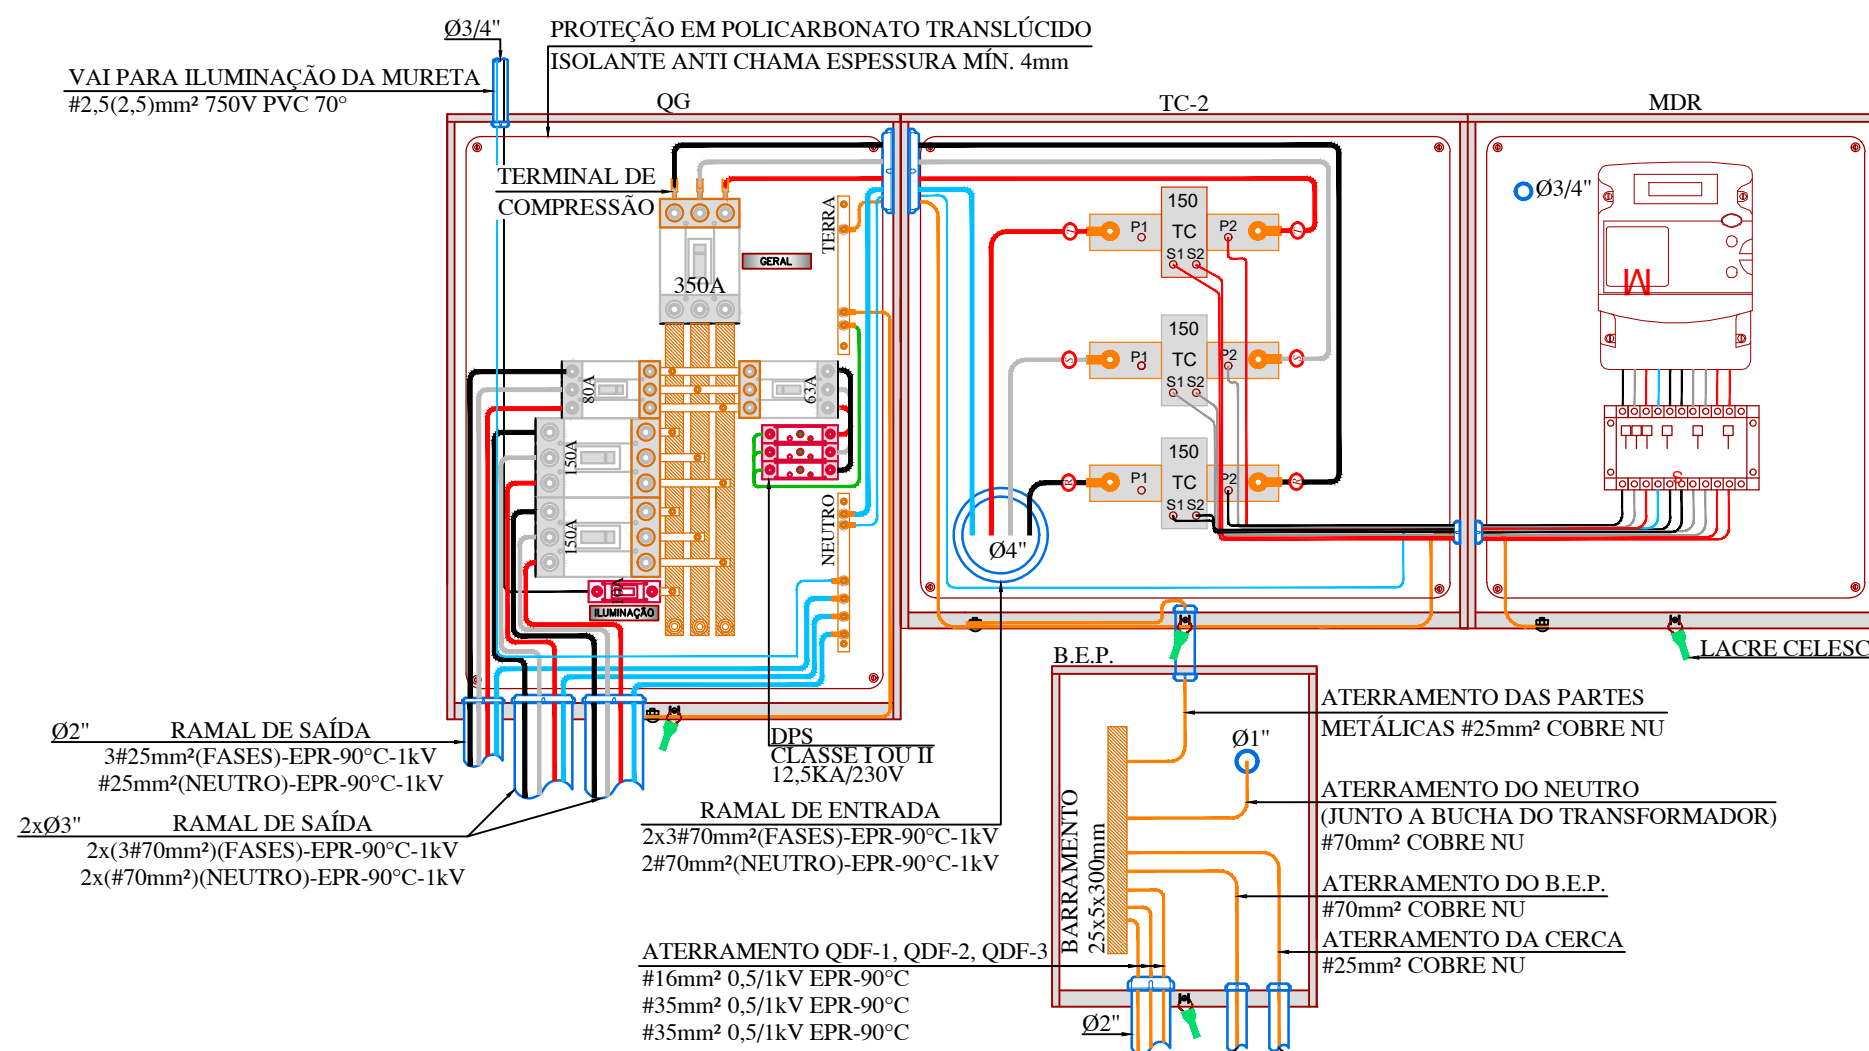 Ø3/4"
PROTEÇÃO EM POLICARBONATO TRANSLÚCIDO
ISOLANTE ANTI CHAMA ESPESSURA MÍN. 4mm
VAI PARA ILUMINAÇÃO DA MURETA
#2,5(2,5)mm² 750V PVC 70°
QG
TC-2
MDR
TERMINAL DE
COMPRESSÃO
TERRA
GERAL
350A
80A
63A
150A
150A
NEUTRO
ILUMINAÇÃO
150
TC
P1
P2
S1 S2
150
TC
P1
P2
S1 S2
150
TC
P1
P2
S1 S2
T
T
S
S
R
R
Ø4"
Ø3/4"
M
S
LACRE CELESC
B.E.P.
Ø2"
RAMAL DE SAÍDA
3#25mm²(FASES)-EPR-90°C-1kV
#25mm²(NEUTRO)-EPR-90°C-1kV
2xØ3"
RAMAL DE SAÍDA
2x(3#70mm²)(FASES)-EPR-90°C-1kV
2x(#70mm²)(NEUTRO)-EPR-90°C-1kV
DPS
CLASSE I OU II
12,5KA/230V
RAMAL DE ENTRADA
2x3#70mm²(FASES)-EPR-90°C-1kV
2#70mm²(NEUTRO)-EPR-90°C-1kV
ATERRAMENTO DAS PARTES
METÁLICAS #25mm² COBRE NU
Ø1"
BARRAMENTO
25x5x300mm
ATERRAMENTO DO NEUTRO
(JUNTO A BUCHA DO TRANSFORMADOR)
#70mm² COBRE NU
ATERRAMENTO DO B.E.P.
#70mm² COBRE NU
ATERRAMENTO DA CERCA
#25mm² COBRE NU
ATERRAMENTO QDF-1, QDF-2, QDF-3
#16mm² 0,5/1kV EPR-90°C
#35mm² 0,5/1kV EPR-90°C
#35mm² 0,5/1kV EPR-90°C
Ø2"